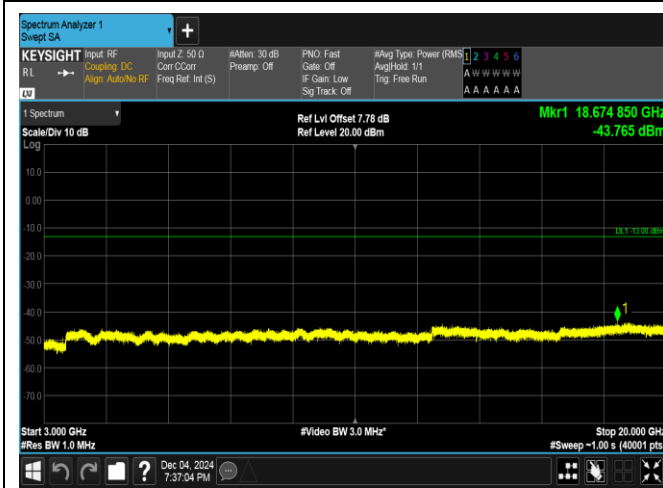 Spectrum Analyzer 1
Swept SA
KEYSIGHT
RL
LXI
Input: RF
Coupling: DC
Align: Auto/No RF
Input Z: 50 Ω
Corr CCorr
Freq Ref: Int (S)
#Atten: 30 dB
Preamp: Off
PNO: Fast
Gate: Off
IF Gain: Low
Sig Track: Off
#Avg Type: Power (RMS
Avg|Hold: 1/1
Trig: Free Run
1 2 3 4 5 6
A W W W W W
A A A A A A
1 Spectrum
Scale/Div 10 dB
Log
Ref Lvl Offset 7.78 dB
Ref Level 20.00 dBm
Mkr1 18.674 850 GHz
-43.765 dBm
10.0
0.00
-10.0
DL1 -13.00 dBm
-20.0
-30.0
-40.0
1
-50.0
-60.0
-70.0
Start 3.000 GHz
#Res BW 1.0 MHz
#Video BW 3.0 MHz*
Stop 20.000 GHz
#Sweep ~1.00 s (40001 pts
?
Dec 04, 2024
7:37:04 PM